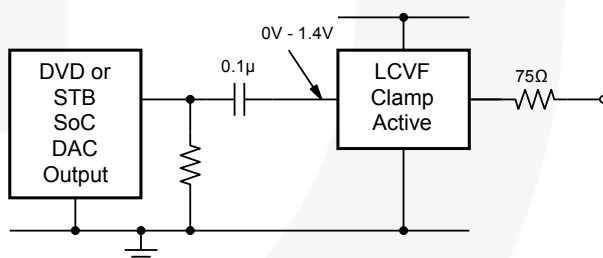 0V - 1.4V
DVD or
STB
SoC
DAC
Output
0.1µ
LCVF
Clamp
Active
75Ω